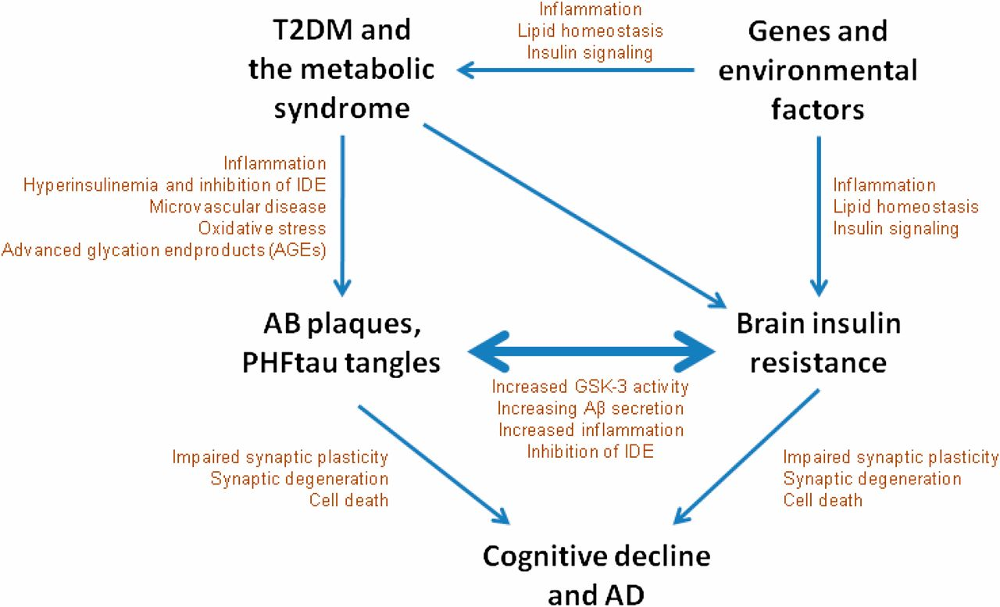 T2DM and
the metabolic
syndrome
Inflammation
Lipid homeostasis
Insulin signaling
Genes and
environmental
factors
Inflammation
Hyperinsulinemia and inhibition of IDE
Microvascular disease
Oxidative stress
Advanced glycation endproducts (AGEs)
Inflammation
Lipid homeostasis
Insulin signaling
AB plaques,
PHFtau tangles
Brain insulin
resistance
Increased GSK-3 activity
Increasing Aβ secretion
Increased inflammation
Inhibition of IDE
Impaired synaptic plasticity
Synaptic degeneration
Cell death
Impaired synaptic plasticity
Synaptic degeneration
Cell death
Cognitive decline
and AD